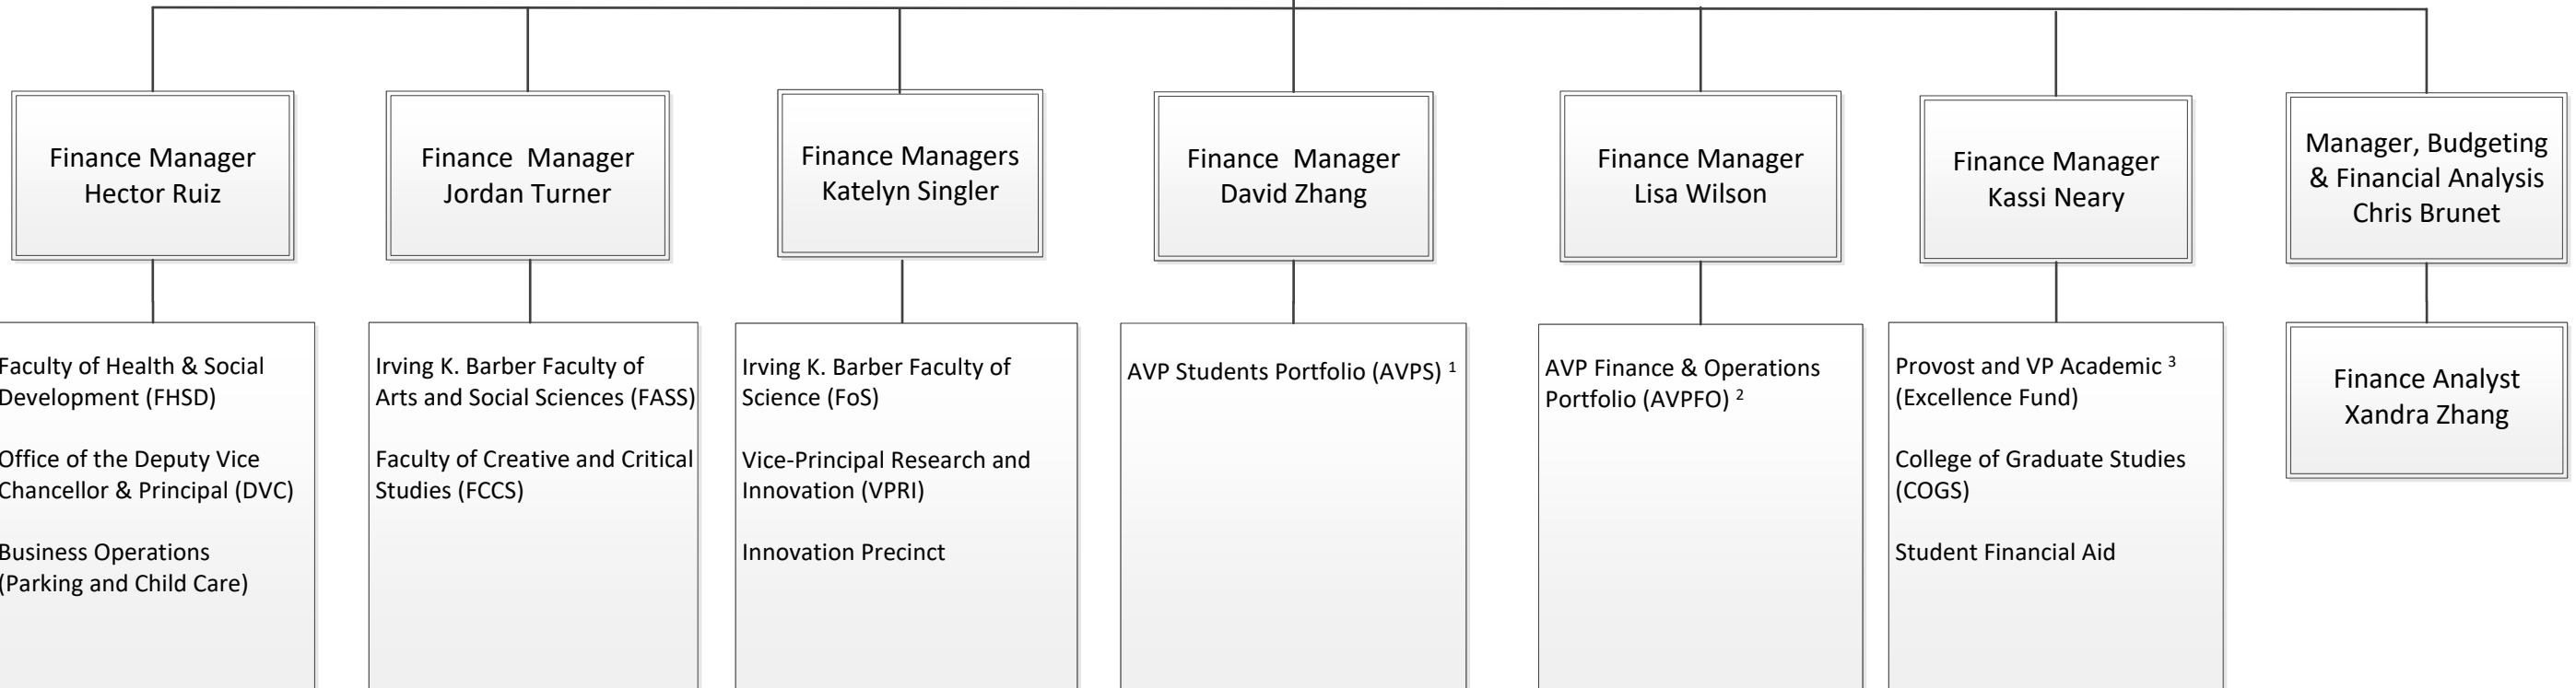 Finance Manager
Hector Ruiz
Finance  Manager
Jordan Turner
Finance Managers
Katelyn Singler
Finance  Manager
David Zhang
Finance Manager
Lisa Wilson
Finance Manager
Kassi Neary
Manager, Budgeting
& Financial Analysis
Chris Brunet
Faculty of Health & Social
Development (FHSD)
Office of the Deputy Vice
Chancellor & Principal (DVC)
Business Operations
(Parking and Child Care)
Irving K. Barber Faculty of
Arts and Social Sciences (FASS)
Faculty of Creative and Critical
Studies (FCCS)
Irving K. Barber Faculty of
Science (FoS)
Vice-Principal Research and
Innovation (VPRI)
Innovation Precinct
AVP Students Portfolio (AVPS) ¹
AVP Finance & Operations
Portfolio (AVPFO) ²
Provost and VP Academic ³
(Excellence Fund)
College of Graduate Studies
(COGS)
Student Financial Aid
Finance Analyst
Xandra Zhang